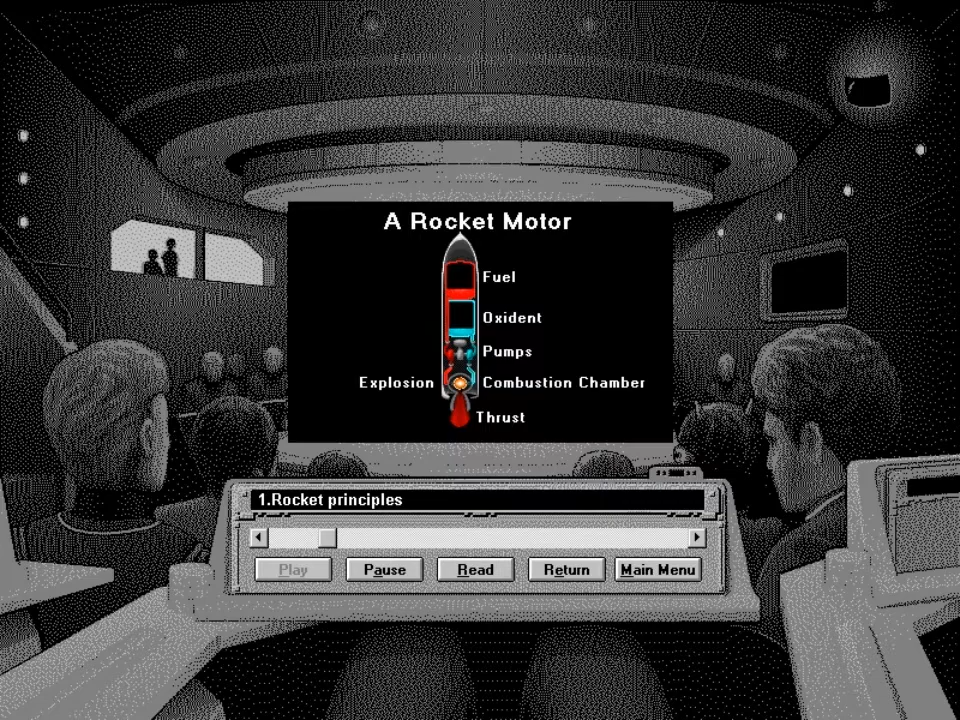 A Rocket Motor
Fuel
Oxident
Pumps
Explosion
Combustion Chamber
Thrust
1.Rocket principles
Play
Pause
Read
Return
Main Menu